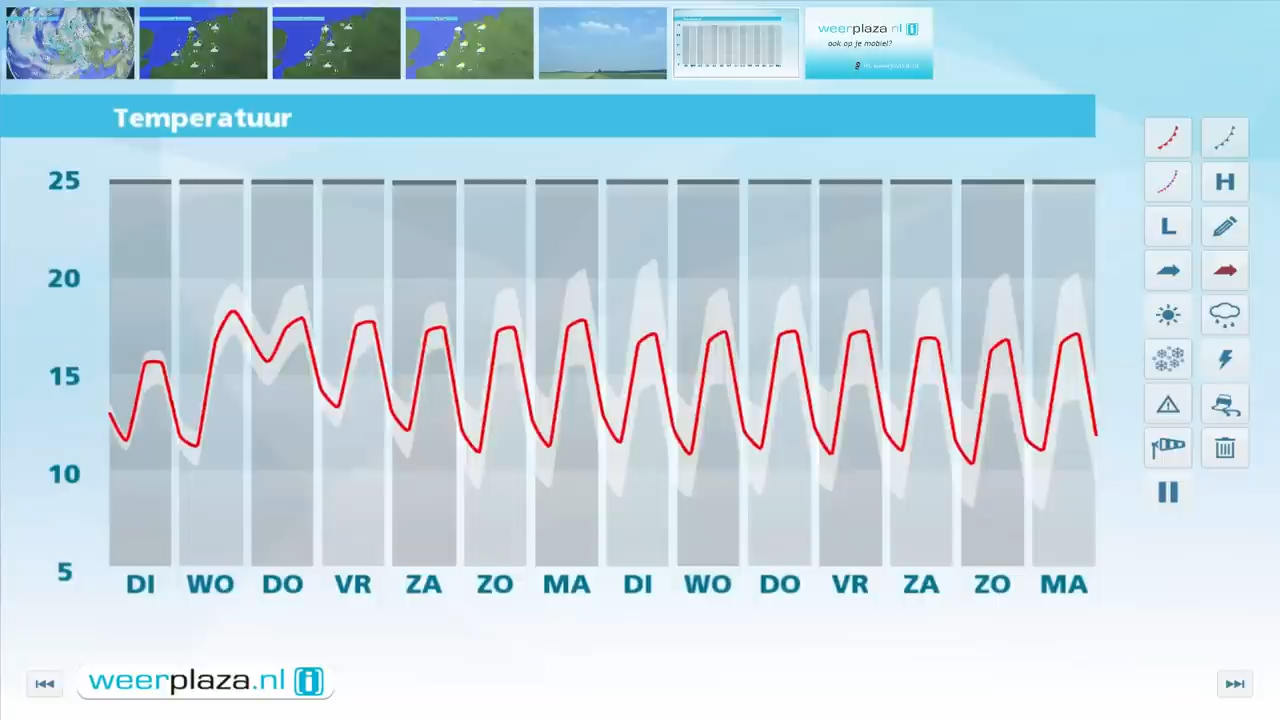 weerplaza.nl
ook op je mobiel?
Temperatuur
25
20
15
10
5
H
L
DI WO DO VR ZA ZO MA DI WO DO VR ZA ZO MA
weerplaza.nl